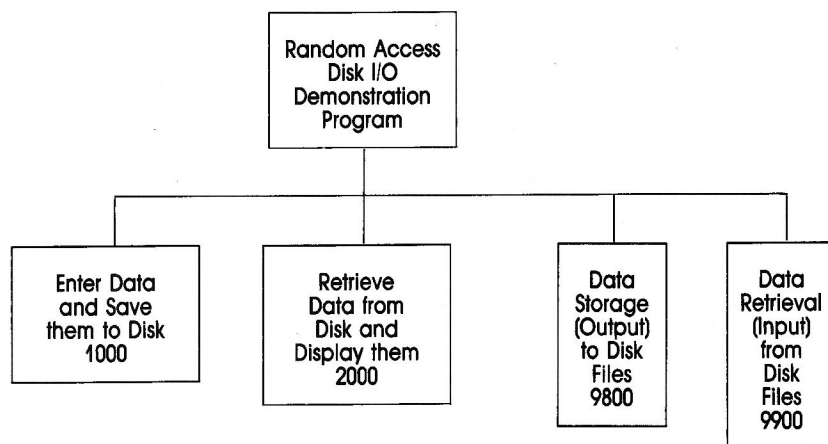 Random Access
Disk I/O
Demonstration
Program
Enter Data
and Save
them to Disk
1000
Retrieve
Data from
Disk and
Display them
2000
Data
Storage
(Output)
to Disk
Files
9800
Data
Retrieval
(Input)
from
Disk
Files
9900